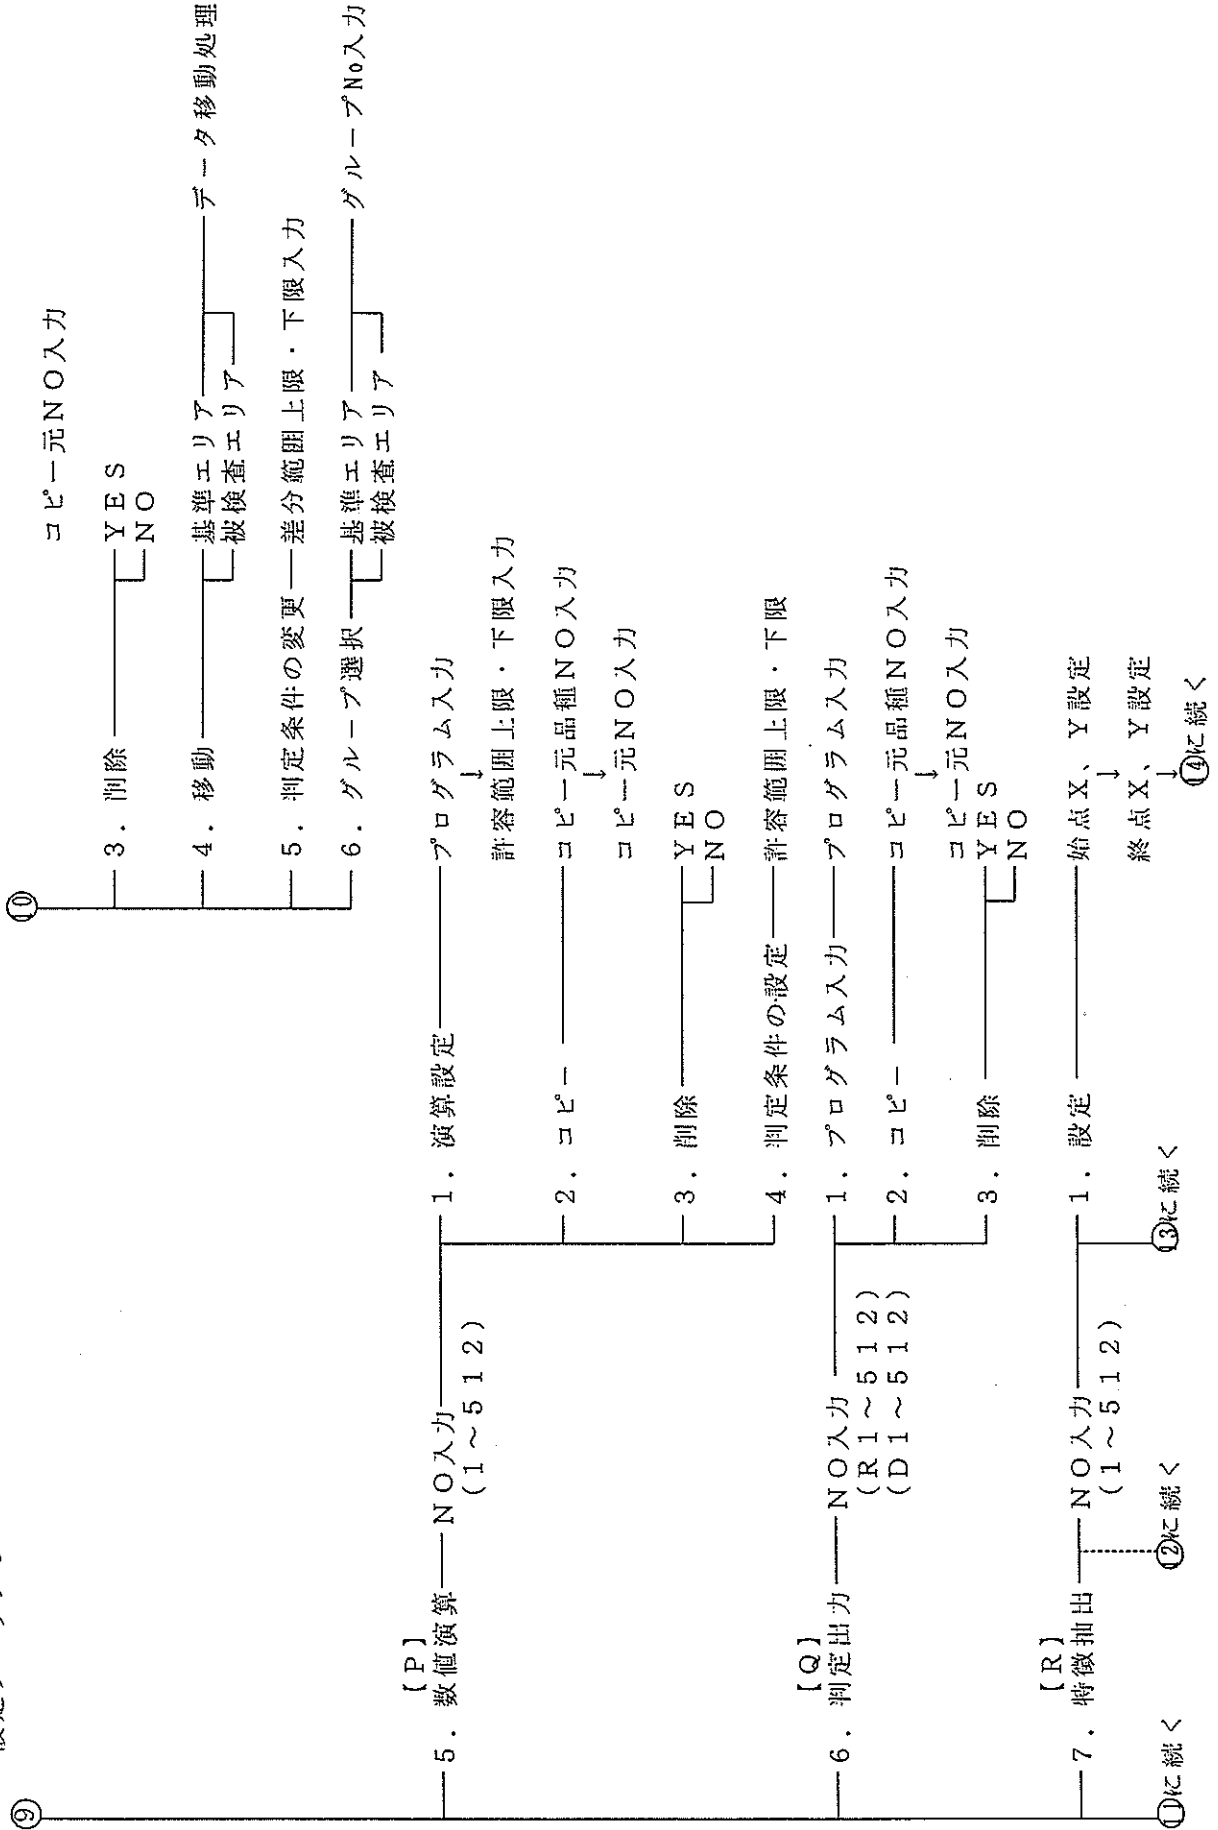 ⑨
⑩
コピー元NO入力
3. 削除 YES
NO
4. 移動 基準エリア データ移動処理
被検査エリア
5. 判定条件の変更 差分範囲上限・下限入力
6. グループ選択 基準エリア グループNo入力
被検査エリア
【P】
5. 数値演算 NO入力 1. 演算設定 プログラム入力
(1~512)
↓
許容範囲上限・下限入力
2. コピー コピー元品種NO入力
↓
コピー元NO入力
3. 削除 YES
NO
4. 判定条件の設定 許容範囲上限・下限
【Q】
6. 判定出力 NO入力 1. プログラム入力 プログラム入力
(R1~512)
(D1~512)
2. コピー コピー元品種NO入力
↓
コピー元NO入力
3. 削除 YES
NO
【R】
7. 特徴抽出 NO入力 1. 設定 始点X、Y設定
(1~512)
↓
終点X、Y設定
↓
⑪に続く ⑫に続く ⑬に続く ⑭に続く